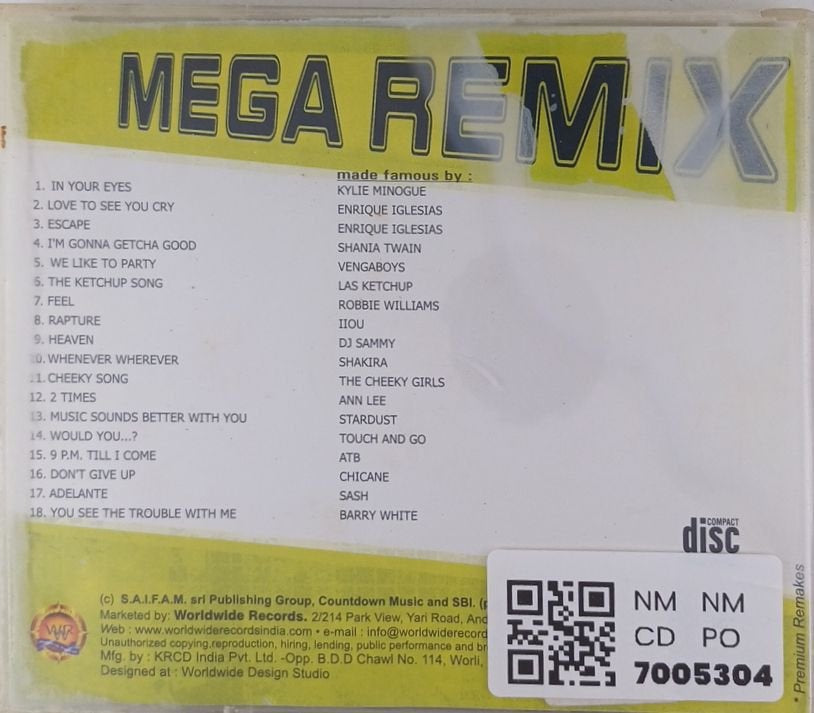 MEGA REMIX
made famous by :
1. IN YOUR EYES KYLIE MINOGUE
2. LOVE TO SEE YOU CRY ENRIQUE IGLESIAS
3. ESCAPE ENRIQUE IGLESIAS
4. I'M GONNA GETCHA GOOD SHANIA TWAIN
5. WE LIKE TO PARTY VENGABOYS
6. THE KETCHUP SONG LAS KETCHUP
7. FEEL ROBBIE WILLIAMS
8. RAPTURE IIOU
9. HEAVEN DJ SAMMY
10. WHENEVER WHEREVER SHAKIRA
11. CHEEKY SONG THE CHEEKY GIRLS
12. 2 TIMES ANN LEE
13. MUSIC SOUNDS BETTER WITH YOU STARDUST
14. WOULD YOU...? TOUCH AND GO
15. 9 P.M. TILL I COME ATB
16. DON'T GIVE UP CHICANE
17. ADELANTE SASH
18. YOU SEE THE TROUBLE WITH ME BARRY WHITE
COMPACT
disc
(c) S.A.I.F.A.M. srl Publishing Group, Countdown Music and SBI. (p
Marketed by: Worldwide Records. 2/214 Park View, Yari Road, And
Web : www.worldwiderecordsindia.com • e-mail : info@worldwiderecord
Unauthorized copying,reproduction, hiring, lending, public performance and br
Mfg. by : KRCD India Pvt. Ltd. -Opp. B.D.D Chawl No. 114, Worli,
Designed at : Worldwide Design Studio
NM NM
CD PO
7005304
* Premium Remakes